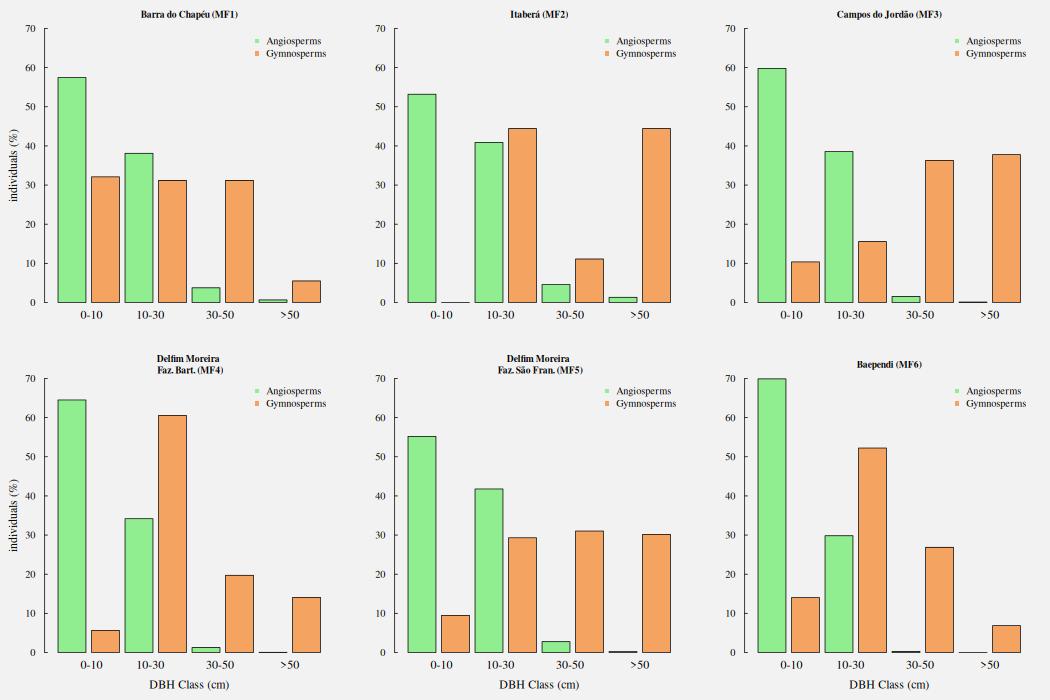 Barra do Chapéu (MF1)
70
60
50
40
30
20
10
0
individuals (%)
Angiosperms
Gymnosperms
0-10 10-30 30-50 >50
Itaberá (MF2)
70
60
50
40
30
20
10
0
Angiosperms
Gymnosperms
0-10 10-30 30-50 >50
Campos do Jordão (MF3)
70
60
50
40
30
20
10
0
Angiosperms
Gymnosperms
0-10 10-30 30-50 >50
Delfim Moreira
Faz. Bart. (MF4)
70
60
50
40
30
20
10
0
individuals (%)
Angiosperms
Gymnosperms
0-10 10-30 30-50 >50
DBH Class (cm)
Delfim Moreira
Faz. São Fran. (MF5)
70
60
50
40
30
20
10
0
Angiosperms
Gymnosperms
0-10 10-30 30-50 >50
DBH Class (cm)
Baependi (MF6)
70
60
50
40
30
20
10
0
Angiosperms
Gymnosperms
0-10 10-30 30-50 >50
DBH Class (cm)